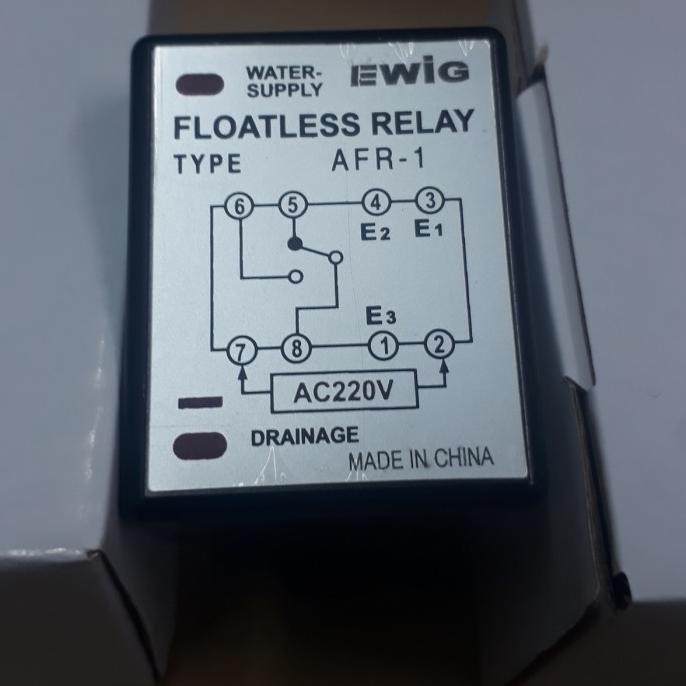 WATER- EWIG
SUPPLY
FLOATLESS RELAY
TYPE AFR-1
6 5 4 3
E2 E1
E3
7 8 1 2
AC220V
DRAINAGE
MADE IN CHINA